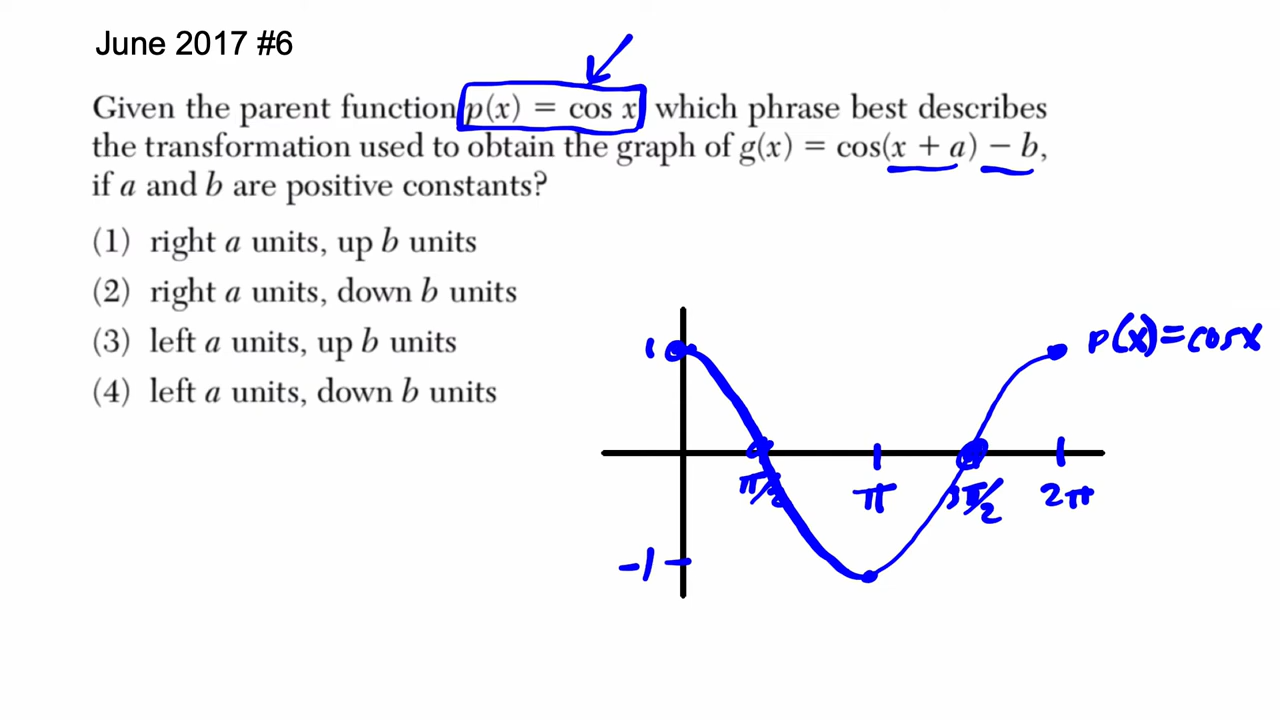 June 2017 #6
Given the parent function p(x) = cos x, which phrase best describes
the transformation used to obtain the graph of g(x) = cos(x + a) − b,
if a and b are positive constants?
(1) right a units, up b units
(2) right a units, down b units
(3) left a units, up b units
(4) left a units, down b units
1
p(x)=cosx
π/2
π
3π/2
2π
-1